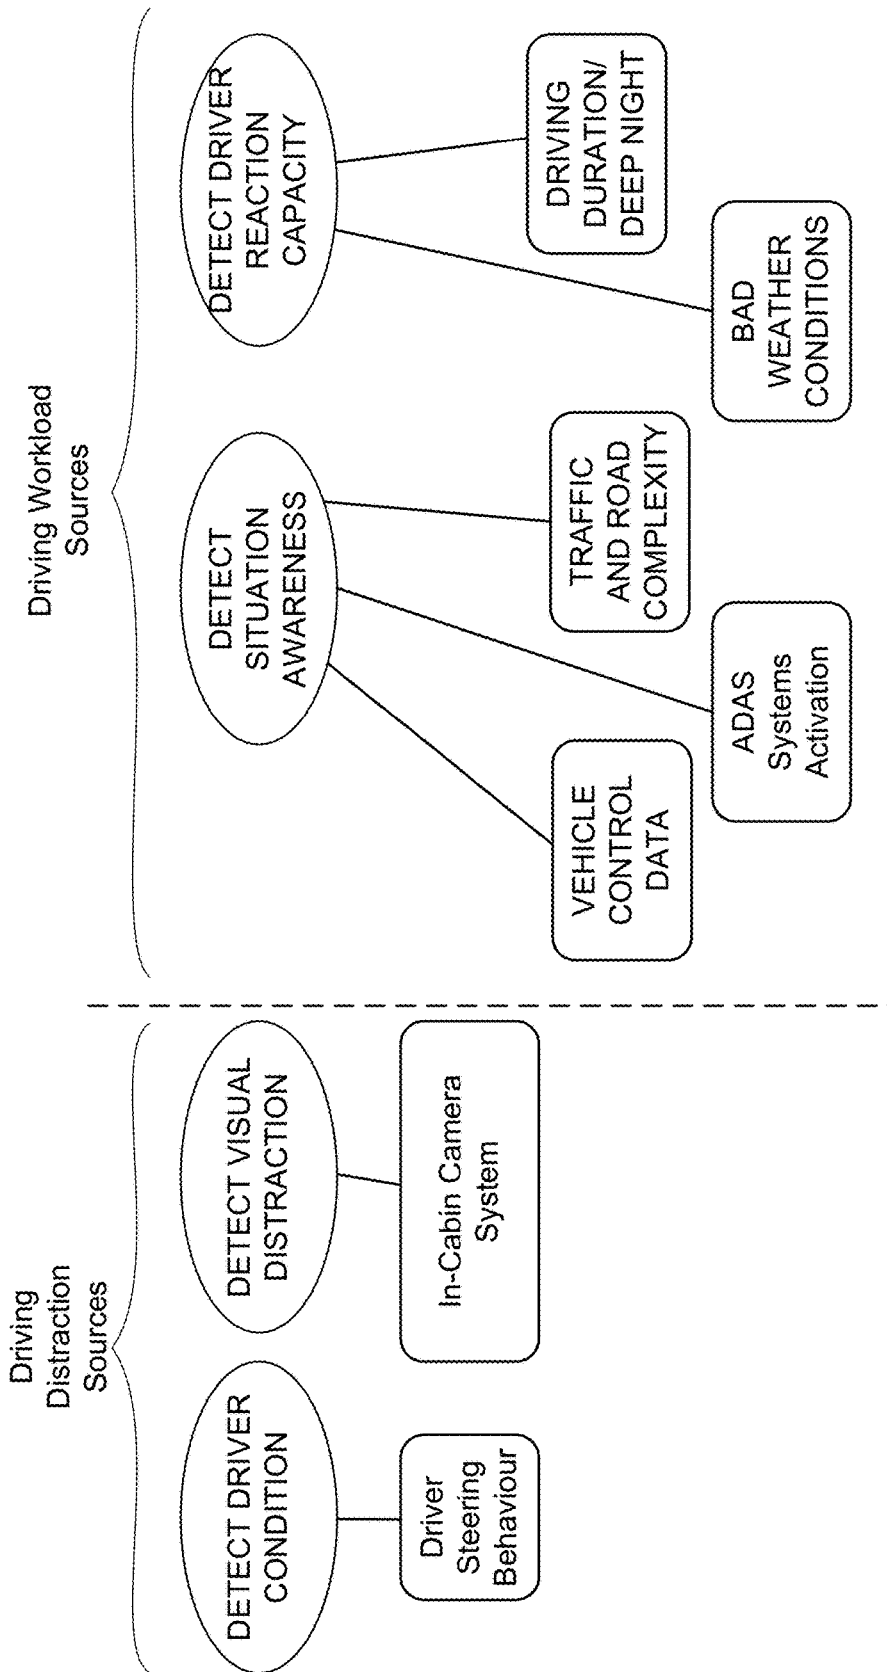 Driving
Distraction
Sources
Driving Workload
Sources
DETECT DRIVER
CONDITION
DETECT VISUAL
DISTRACTION
DETECT
SITUATION
AWARENESS
DETECT DRIVER
REACTION
CAPACITY
Driver
Steering
Behaviour
In-Cabin Camera
System
VEHICLE
CONTROL
DATA
ADAS
Systems
Activation
TRAFFIC
AND ROAD
COMPLEXITY
BAD
WEATHER
CONDITIONS
DRIVING
DURATION/
DEEP NIGHT